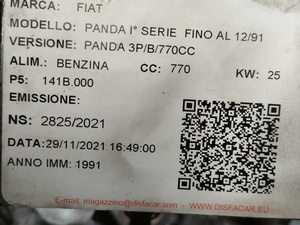 MARCA: FIAT
MODELLO: PANDA I° SERIE FINO AL 12/91
VERSIONE: PANDA 3P/B/770CC
ALIM.: BENZINA CC: 770 KW: 25
P5: 141B.000
EMISSIONE:
NS: 2825/2021
DATA: 29/11/2021 16:49:00
ANNO IMM: 1991
E-mail: magazzino@disfacar.com WWW.DISFACAR.EU